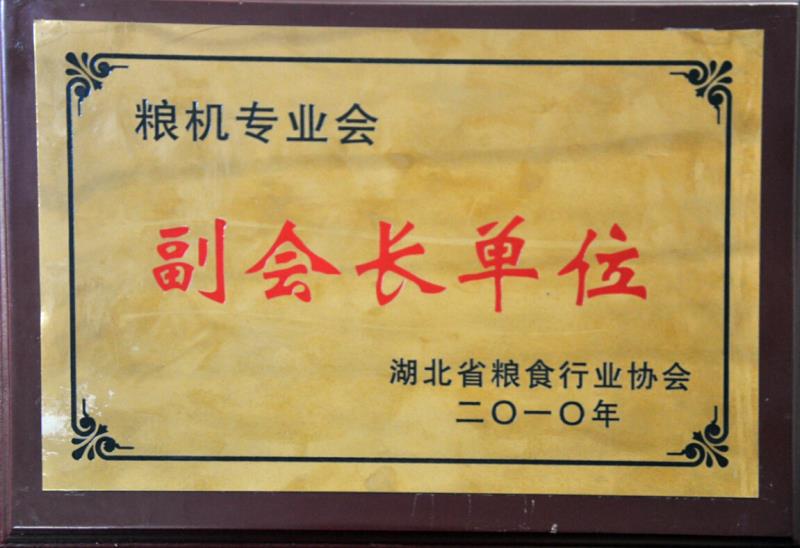 粮机专业会
副会长单位
湖北省粮食行业协会
二〇一〇年